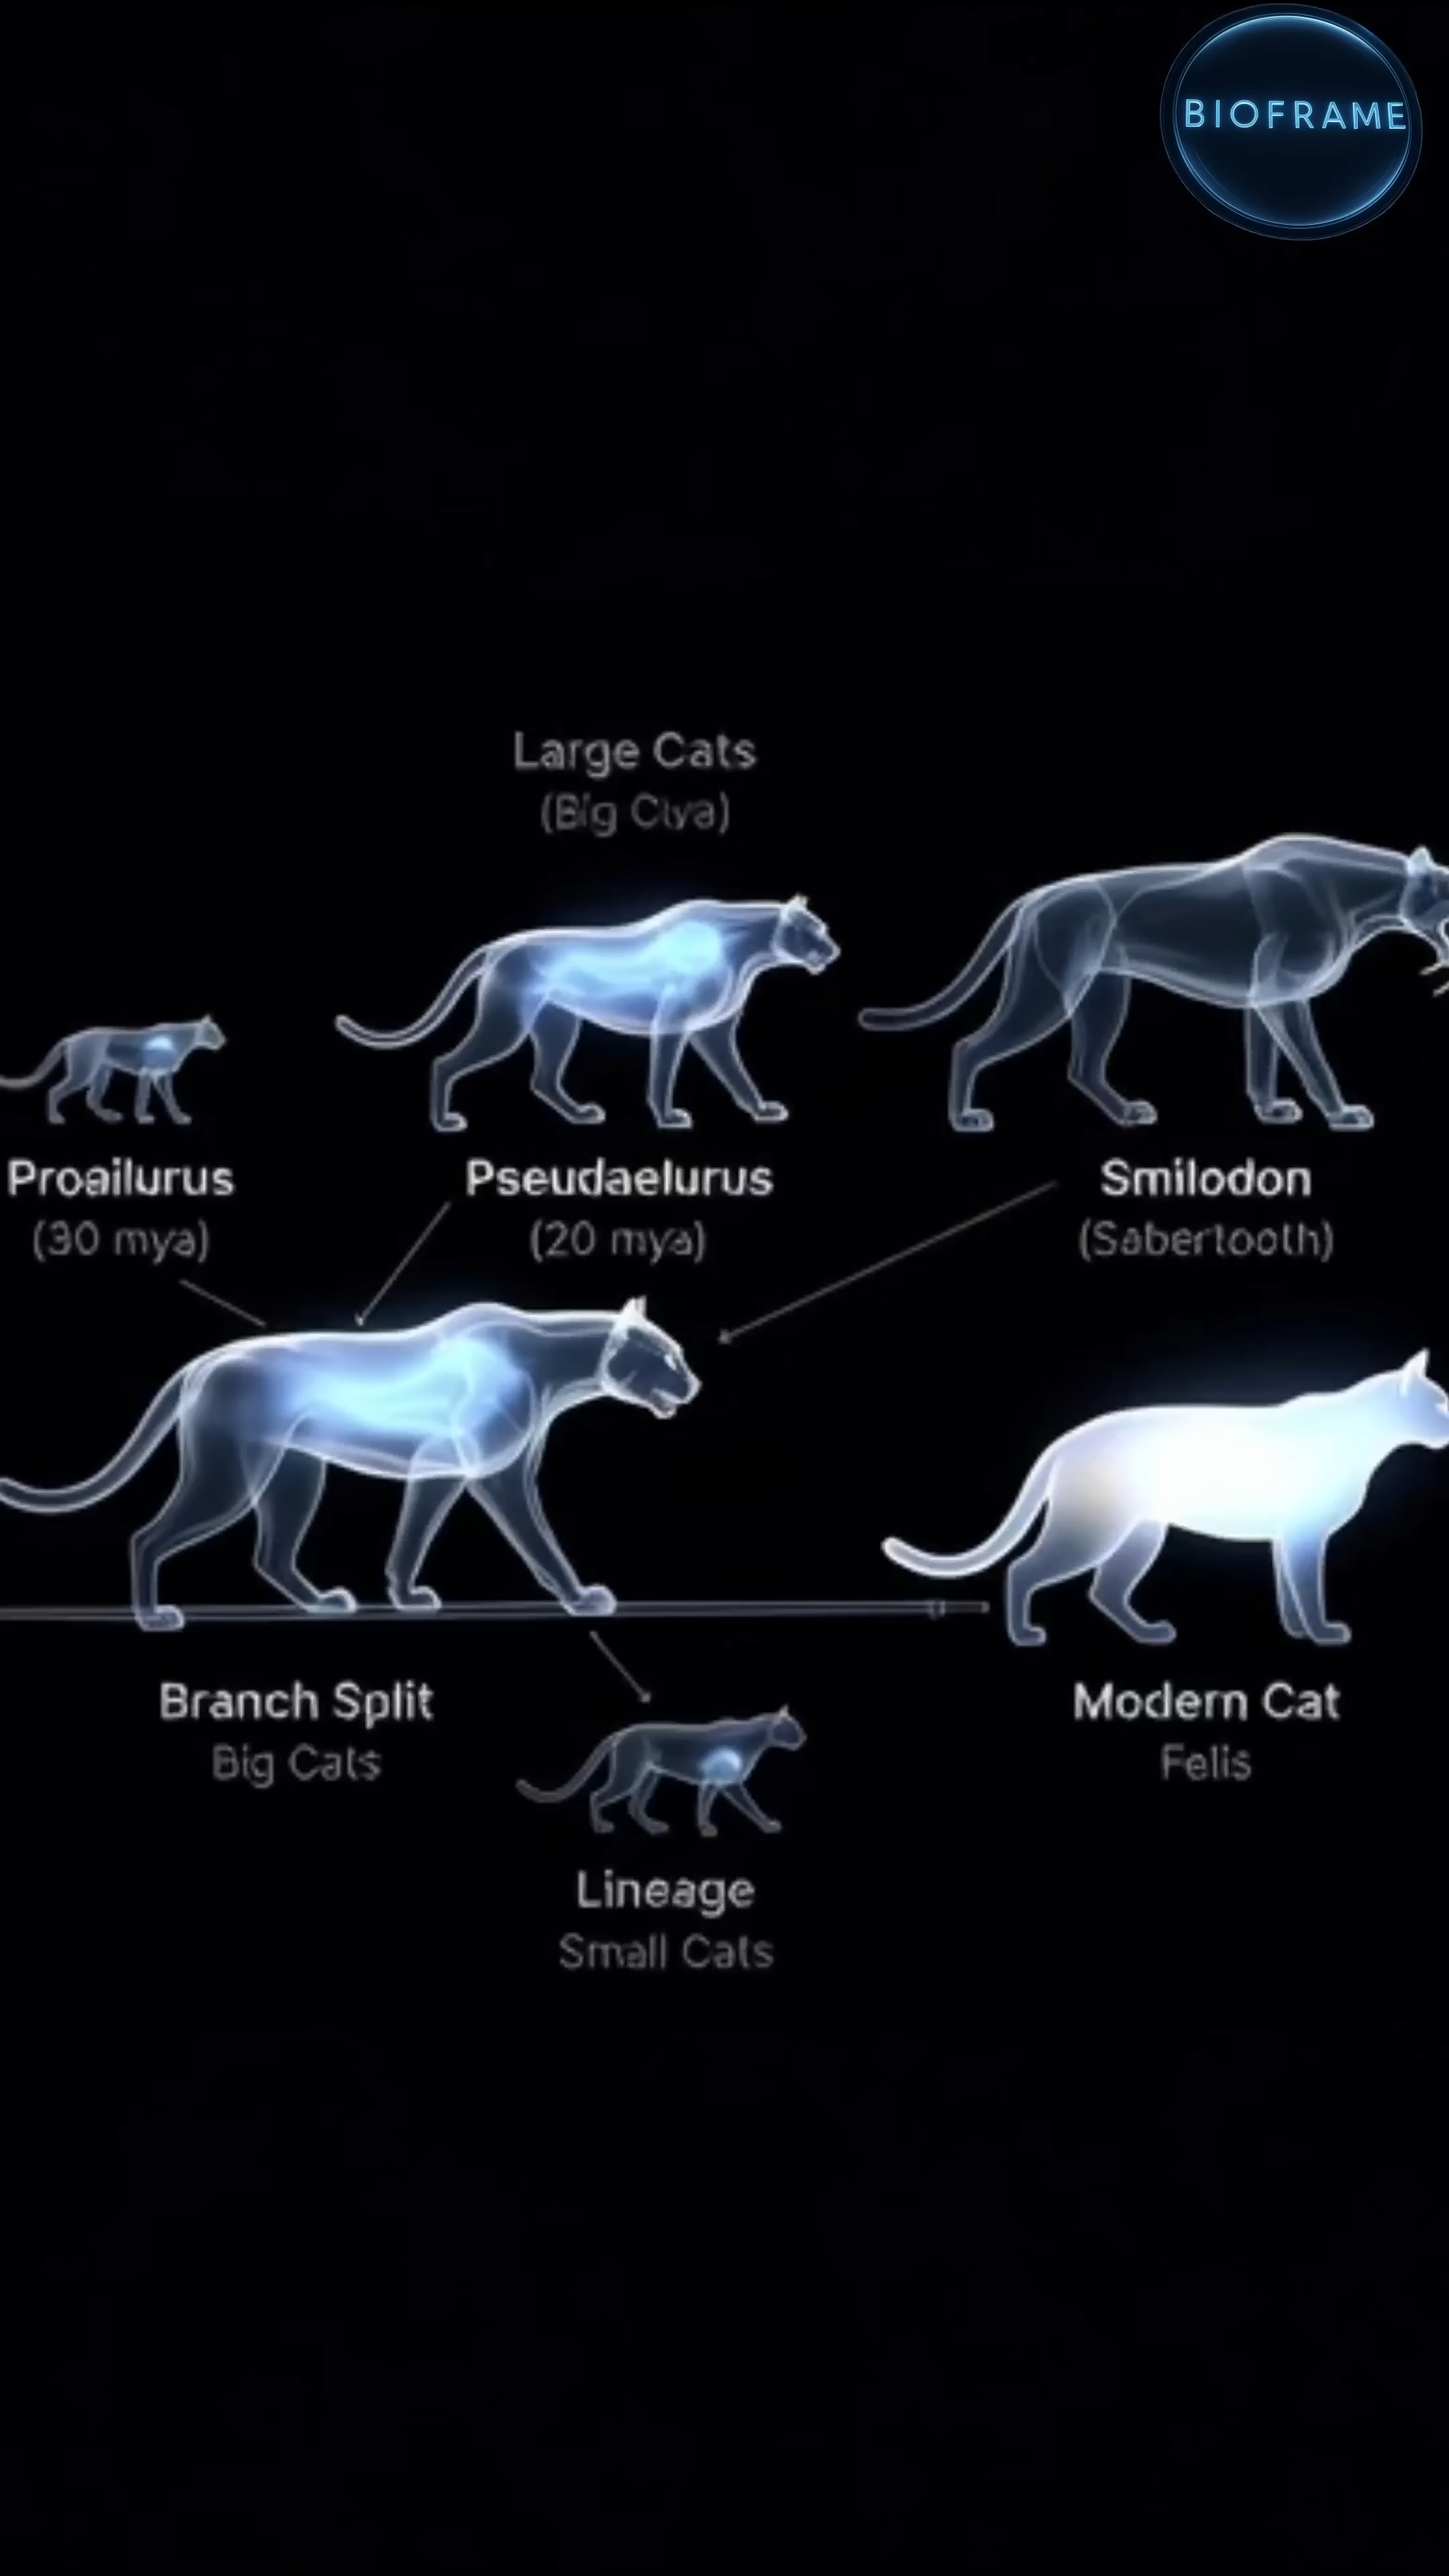 BIOFRAME
Large Cats
(Big Clya)
Proailurus
(30 mya)
Pseudaelurus
(20 mya)
Smilodon
(Sabertooth)
Branch Split
Big Cats
Modern Cat
Felis
Lineage
Small Cats